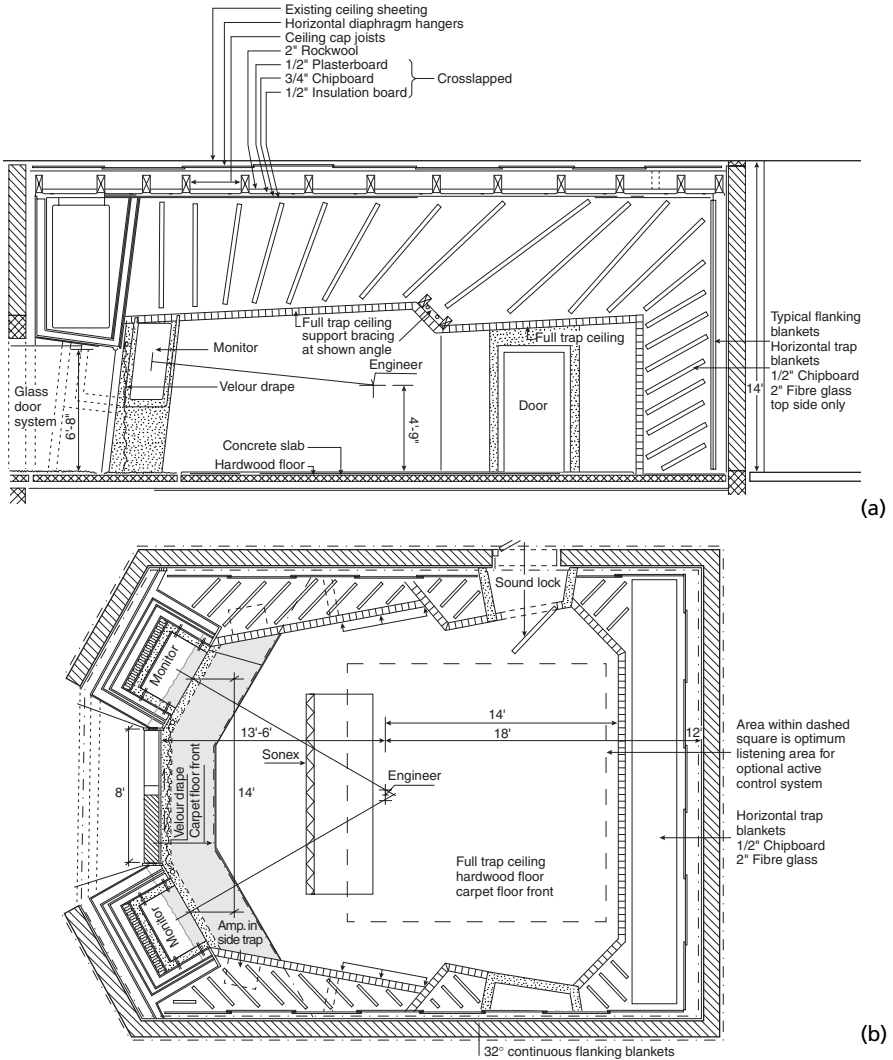 Existing ceiling sheeting
Horizontal diaphragm hangers
Ceiling cap joists
2" Rockwool
1/2" Plasterboard
3/4" Chipboard
Crosslapped
1/2" Insulation board
Full trap ceiling
support bracing
at shown angle
Full trap ceiling
Monitor
Engineer
Velour drape
Glass
door
system
6'-8"
4'-9"
Door
Concrete slab
Hardwood floor
14'
Typical flanking
blankets
Horizontal trap
blankets
1/2" Chipboard
2" Fibre glass
top side only
(a)
Sound lock
Monitor
14'
13'-6"
18'
12'
Sonex
Engineer
8'
14'
Velour drape
Carpet floor front
Area within dashed
square is optimum
listening area for
optional active
control system
Horizontal trap
blankets
1/2" Chipboard
2" Fibre glass
Full trap ceiling
hardwood floor
carpet floor front
Monitor
Amp. in
side trap
32° continuous flanking blankets
(b)